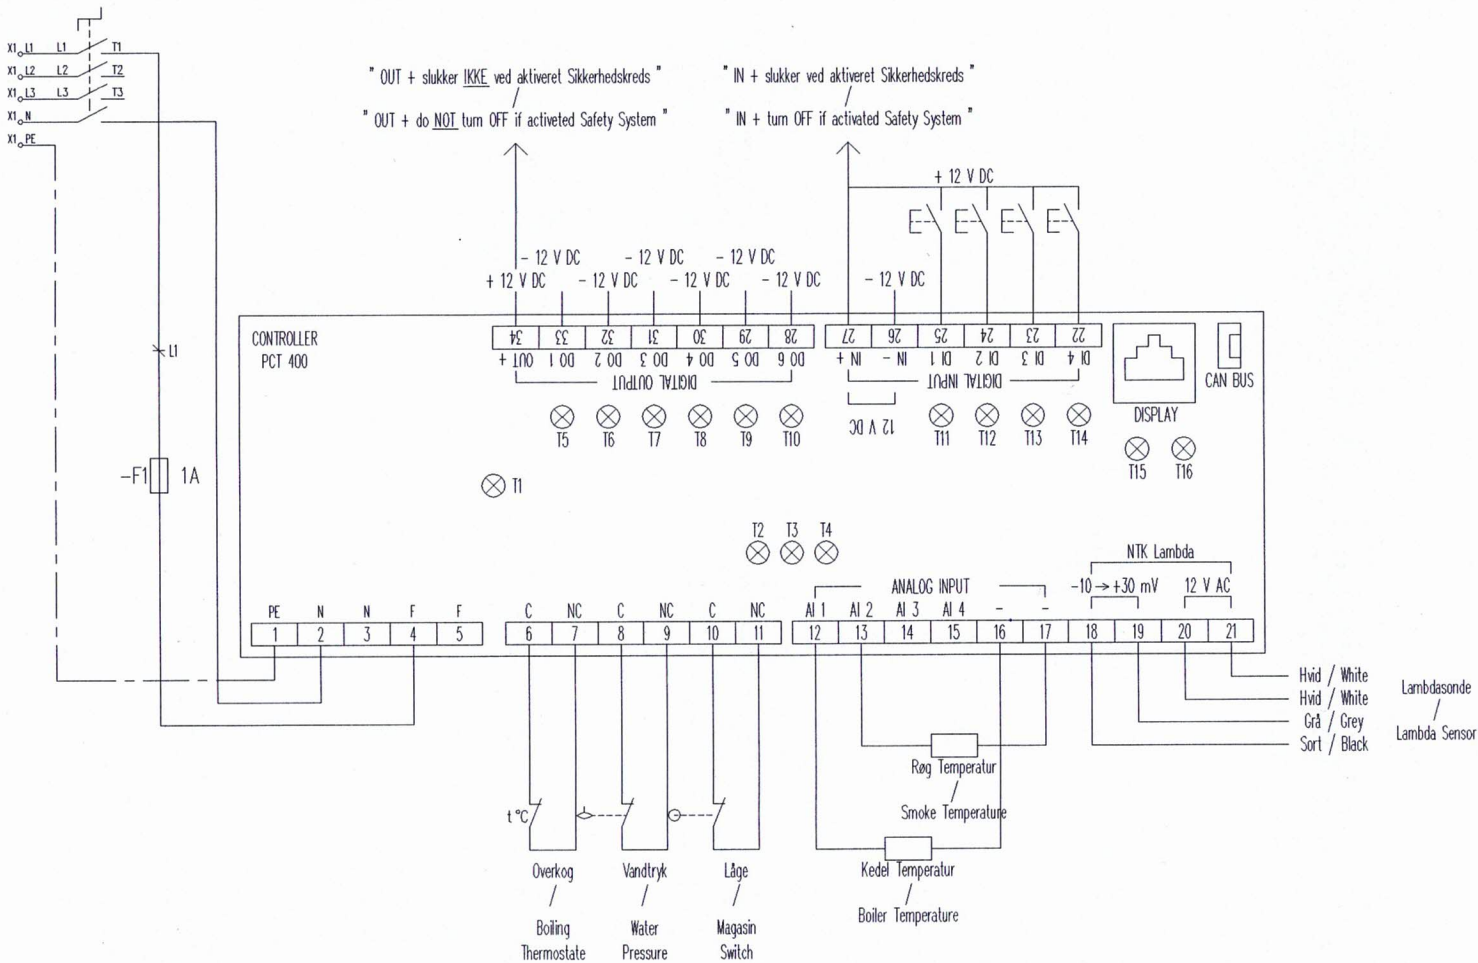 X1 L1 L1 T1
X1 L2 L2 T2
X1 L3 L3 T3
X1 N
X1 PE
" OUT + slukker IKKE ved aktiveret Sikkerhedskreds "
/
" OUT + do NOT turn OFF if activeted Safety System "
" IN + slukker ved aktiveret Sikkerhedskreds "
/
" IN + turn OFF if activated Safety System "
+ 12 V DC
- 12 V DC - 12 V DC - 12 V DC
+ 12 V DC - 12 V DC - 12 V DC - 12 V DC - 12 V DC
CONTROLLER
PCT 400
34 33 32 31 30 29 28
OUT + DO 1 DO 2 DO 3 DO 4 DO 5 DO 6
DIGITAL OUTPUT
27 26 25 24 23 22
IN + IN - DI 1 DI 2 DI 3 DI 4
DIGITAL INPUT
12 V DC
DISPLAY
CAN BUS
L1
-F1 1A
T5 T6 T7 T8 T9 T10
T11 T12 T13 T14
T15 T16
T1
T2 T3 T4
NTK Lambda
-10 → +30 mV 12 V AC
ANALOG INPUT
PE N N F F
1 2 3 4 5
C NC C NC C NC
6 7 8 9 10 11
AI 1 AI 2 AI 3 AI 4 - -
12 13 14 15 16 17 18 19 20 21
Hvid / White
Hvid / White
Grå / Grey
Sort / Black
Lambdasonde
/
Lambda Sensor
Røg Temperatur
/
Smoke Temperature
Kedel Temperatur
/
Boiler Temperature
t °C
Overkog
/
Boiling
Thermostate
Vandtryk
/
Water
Pressure
Låge
/
Magasin
Switch